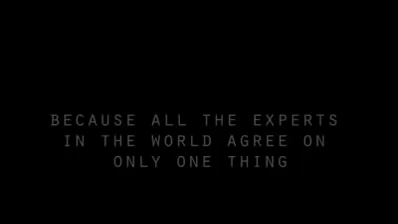 BECAUSE ALL THE EXPERTS
IN THE WORLD AGREE ON
ONLY ONE THING